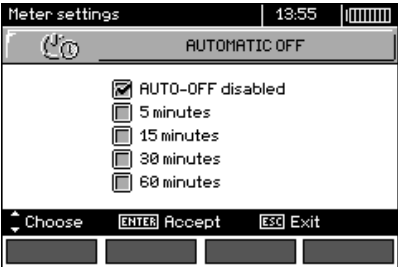 Meter settings 13:55
AUTOMATIC OFF
AUTO-OFF disabled
5 minutes
15 minutes
30 minutes
60 minutes
Choose ENTER Accept ESC Exit